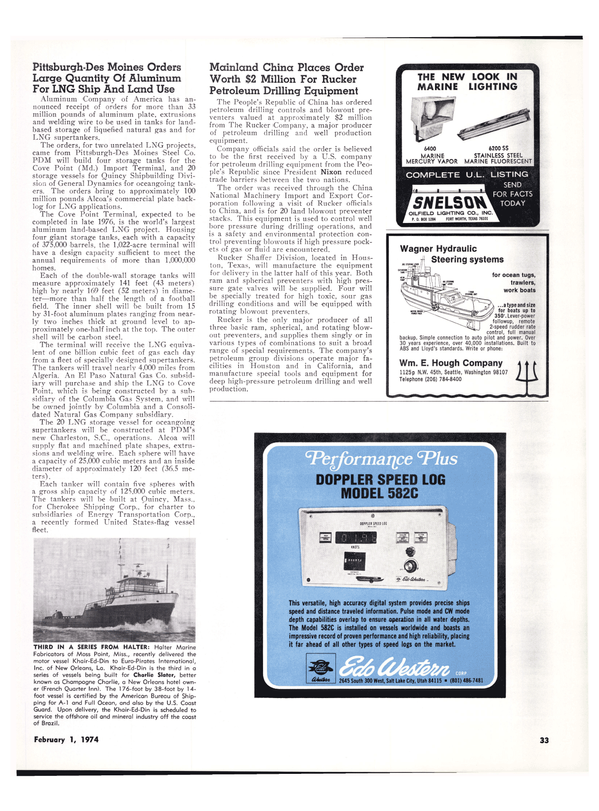 Pittsburgh-Des Moines Orders
Large Quantity Of Aluminum
For LNG Ship And Land Use
Aluminum Company of America has an-
nounced receipt of orders for more than 33
million pounds of aluminum plate, extrusions
and welding wire to be used in tanks for land-
based storage of liquefied natural gas and for
LNG supertankers.
The orders, for two unrelated LNG projects,
came from Pittsburgh-Des Moines Steel Co.
PDM will build four storage tanks for the
Cove Point (Md.) Import Terminal, and 20
storage vessels for Quincy Shipbuilding Divi-
sion of General Dynamics for oceangoing tank-
ers. The orders bring to approximately 100
million pounds Alcoa's commercial plate back-
log for LNG applications.
The Cove Point Terminal, expected to be
completed in late 1976, is the world's largest
aluminum land-based LNG project. Housing
four giant storage tanks, each with a capacity
of 375,000 barrels, the 1,022-acre terminal will
have a design capacity sufficient to meet the
annual requirements of more than 1,000,000
homes.
Each of the double-wall storage tanks will
measure approximately 141 feet (43 meters)
high by nearly 169 feet (52 meters) in diame-
ter—more than half the length of a football
field. The inner shell will be built from 15
by 31-foot aluminum plates ranging from near-
ly two inches thick at ground level to ap-
proximately one-half inch at the top. The outer
shell will be carbon steel.
The terminal will receive the LNG equiva-
lent of one billion cubic feet of gas each day
from a fleet of specially designed supertankers.
The tankers will travel nearly 4,000 miles from
Algeria. An El Paso Natural Gas Co. subsid-
iary will purchase and ship the LNG to Cove
Point, which is being constructed by a sub-
sidiary of the Columbia Gas System, and will
be owned jointly by Columbia and a Consoli-
dated Natural Gas Company subsidiary.
The 20 LNG storage vessel for oceangoing
supertankers will be constructed at PDM's
new Charleston, S.C., operations. Alcoa will
supply flat and machined plate shapes, extru-
sions and welding wire. Each sphere will have
a capacity of 25,000 cubic meters and an inside
diameter of approximately 120 feet (36.5 me-
ters).
Each tanker will contain five spheres with
a gross ship capacity of 125,000 cubic meters.
The tankers will be built at Quincy, Mass.,
for Cherokee Shipping Corp., for charter to
subsidiaries of Energy Transportation Corp.,
a recently formed United States-flag vessel
fleet.
THIRD IN A SERIES FROM HALTER: Halter Marine
Fabricators of Moss Point, Miss., recently delivered the
motor vessel Khair-Ed-Din to Euro-Pirates International,
Inc. of New Orleans, La. Khair-Ed-Din is the third in a
series of vessels being built for Charlie Slater, better
known as Champagne Charlie, a New Orleans hotel own-
er (French Quarter Inn). The 176-foot by 38-foot by 14-
foot vessel is certified by the American Bureau of Ship-
ping for A-1 and Full Ocean, and also by the U.S. Coast
Guard. Upon delivery, the Khair-Ed-Din is scheduled to
service the offshore oil and mineral industry off the coast
of Brazil.
Mainland China Places Order
Worth $2 Million For Rucker
Petroleum Drilling Equipment
The People's Republic of China has ordered
petroleum drilling controls and blowout pre-
venters valued at approximately $2 million
from The Rucker Company, a major producer
of petroleum drilling and well production
equipment.
Company officials said the order is believed
to be the first received by a U.S. company
for petroleum drilling equipment from the Peo-
ple's Republic since President Nixon reduced
trade barriers between the two nations.
The order was received through the China
National Machinery Import and Export Cor-
poration following a visit of Rucker officials
to China, and is for 20 land blowout preventer
stacks. This equipment is used to control well
bore pressure during drilling operations, and
is a safety and environmental protection con-
trol preventing blowouts if high pressure pock-
ets of gas or fluid are encountered.
Rucker Shaffer Division, located in Hous-
ton, Texas, will manufacture the equipment
for delivery in the latter half of this year. Both
ram and spherical preventers with high pres-
sure gate valves will be supplied. Four will
be specially treated for high toxic, sour gas
drilling conditions and will be equipped with
rotating blowout preventers.
Rucker is the only major producer of all
three basic ram, spherical, and rotating blow-
out preventers, and supplies them singly or in
various types of combinations to suit a broad
range of special requirements. The company's
petroleum group divisions operate major fa-
cilities in Houston and in California, and
manufacture special tools and equipment for
deep high-pressure petroleum drilling and well
production.
THE NEW LOOK IN
MARINE LIGHTING
6400
MARINE
MERCURY VAPOR
6200 SS
STAINLESS STEEL
MARINE FLUORESCENT
COMPLETE U.L. LISTING
SEND
FOR FACTS
TODAY
SNELSON
OILFIELD LIGHTING CO., INC.
Wagner Hydraulic
Steering systems
for ocean tugs,
trawlers,
work boats
...a type and size
for boats up to
350'. Lever-power
followup, remote
2-speed rudder rate
control, full manual
backup. Simple connection to auto pilot and power. Over
30 years experience, over 40,000 installations. Built to
ABS and Lloyd's standards. Write or phone:
Wm. E. Hough Company
1125g N.W. 45th, Seattle, Washington 98107
Telephone (206) 784-8400
Performance Plus
DOPPLER SPEED LOG
MODEL 582C
DOPPLER SPEED LOG
KNOTS
Edo Western
This versatile, high accuracy digital system provides precise ships
speed and distance traveled information. Pulse mode and CW mode
depth capabilities overlap to ensure operation in all water depths.
The Model 582C is installed on vessels worldwide and boasts an
impressive record of proven performance and high reliability, placing
it far ahead of all other types of speed logs on the market.
Edo Western CORP.
2645 South 300 West, Salt Lake City, Utah 84115 • (801) 486-7481
February 1, 1974
33